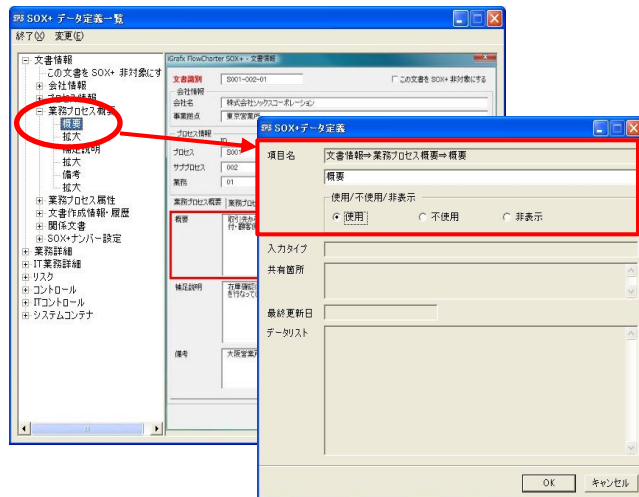 SOX+ データ定義一覧
終了(X) 変更(E)
文書情報
この文書を SOX+ 非対象にす
会社情報
プロセス情報
業務プロセス概要
概要
拡大
補足説明
拡大
備考
拡大
業務プロセス属性
文書作成情報・履歴
関係文書
SOX+ナンバー設定
業務詳細
IT業務詳細
リスク
コントロール
ITコントロール
システムコンテナ
iGrafx FlowCharter SOX+ - 文書情報
文書識別 S001-002-01 この文書を SOX+ 非対象にする
会社情報
会社名 株式会社ソックスコーポレーション
事業拠点 東京営業所
プロセス情報
プロセス S001
サブプロセス 002
業務 01
業務プロセス概要
概要
補足説明
備考
SOX+データ定義
項目名 文書情報⇒業務プロセス概要⇒概要
概要
使用/不使用/非表示
使用 不使用 非表示
入力タイプ
共有箇所
最終更新日
データリスト
OK キャンセル